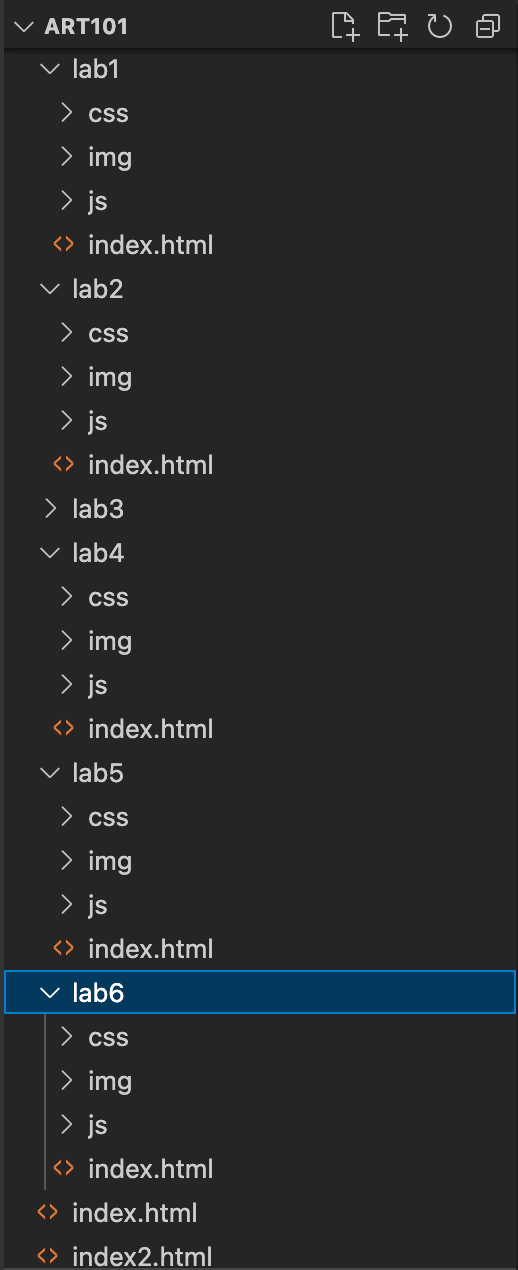 ART101
lab1
css
img
js
index.html
lab2
css
img
js
index.html
lab3
lab4
css
img
js
index.html
lab5
css
img
js
index.html
lab6
css
img
js
index.html
index.html
index2.html